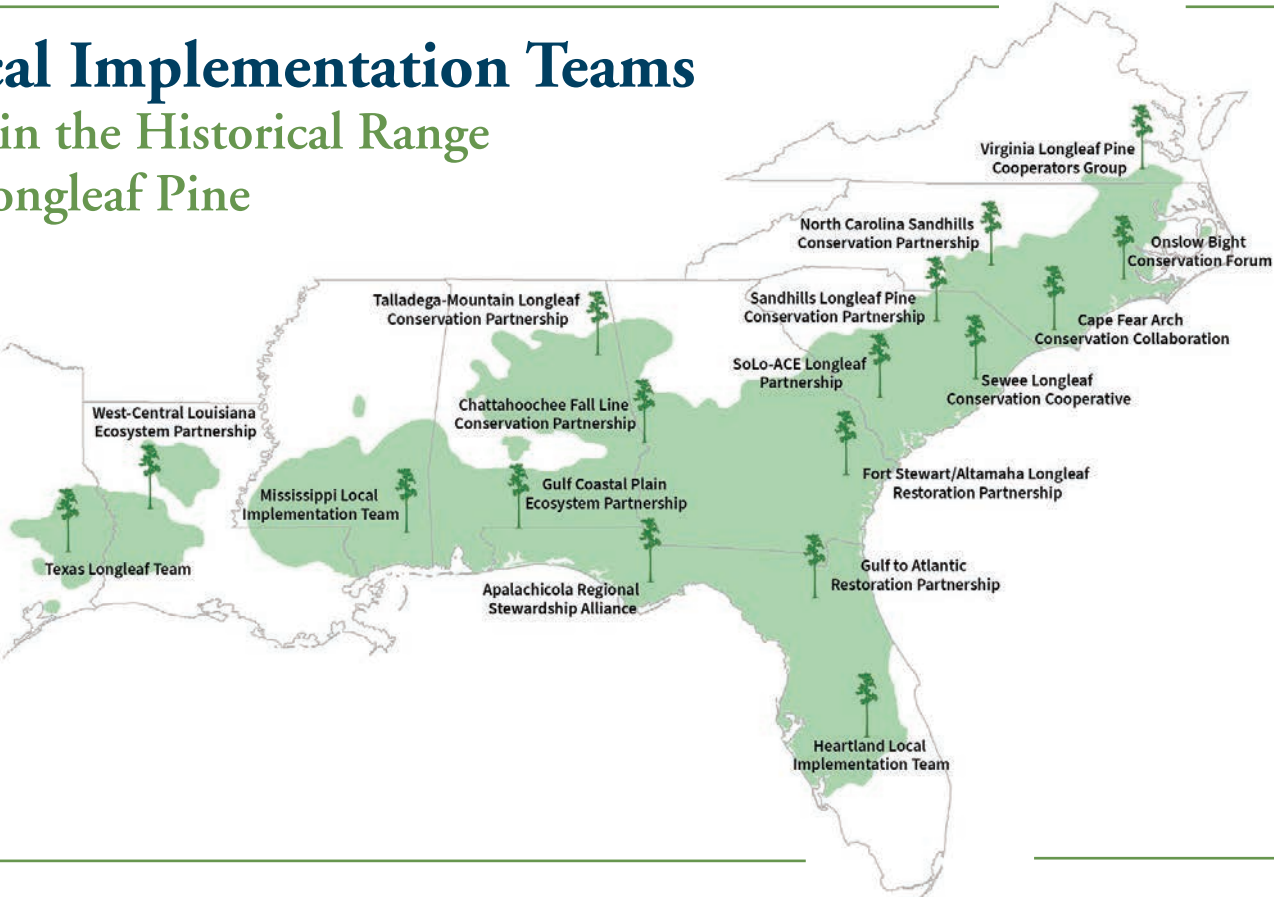 cal Implementation Teams
in the Historical Range
ongleaf Pine
Virginia Longleaf Pine
Cooperators Group
North Carolina Sandhills
Conservation Partnership
Onslow Bight
Conservation Forum
Talladega-Mountain Longleaf
Conservation Partnership
Sandhills Longleaf Pine
Conservation Partnership
Cape Fear Arch
Conservation Collaboration
SoLo-ACE Longleaf
Partnership
Sewee Longleaf
Conservation Cooperative
West-Central Louisiana
Ecosystem Partnership
Chattahoochee Fall Line
Conservation Partnership
Mississippi Local
Implementation Team
Gulf Coastal Plain
Ecosystem Partnership
Fort Stewart/Altamaha Longleaf
Restoration Partnership
Texas Longleaf Team
Apalachicola Regional
Stewardship Alliance
Gulf to Atlantic
Restoration Partnership
Heartland Local
Implementation Team